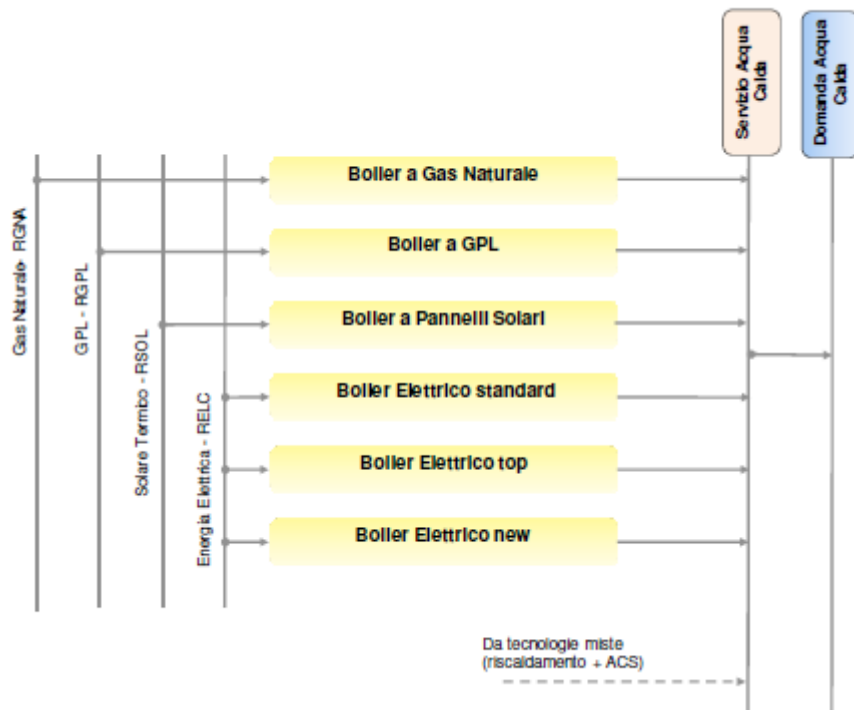 Servizio Acqua
Calda
Domanda Acqua
Calda
Gas Naturale- RGNA
GPL - RGPL
Solare Termico - RSOL
Energia Elettrica - RELC
Boiler a Gas Naturale
Boiler a GPL
Boiler a Pannelli Solari
Boiler Elettrico standard
Boiler Elettrico top
Boiler Elettrico new
Da tecnologie miste
(riscaldamento + ACS)